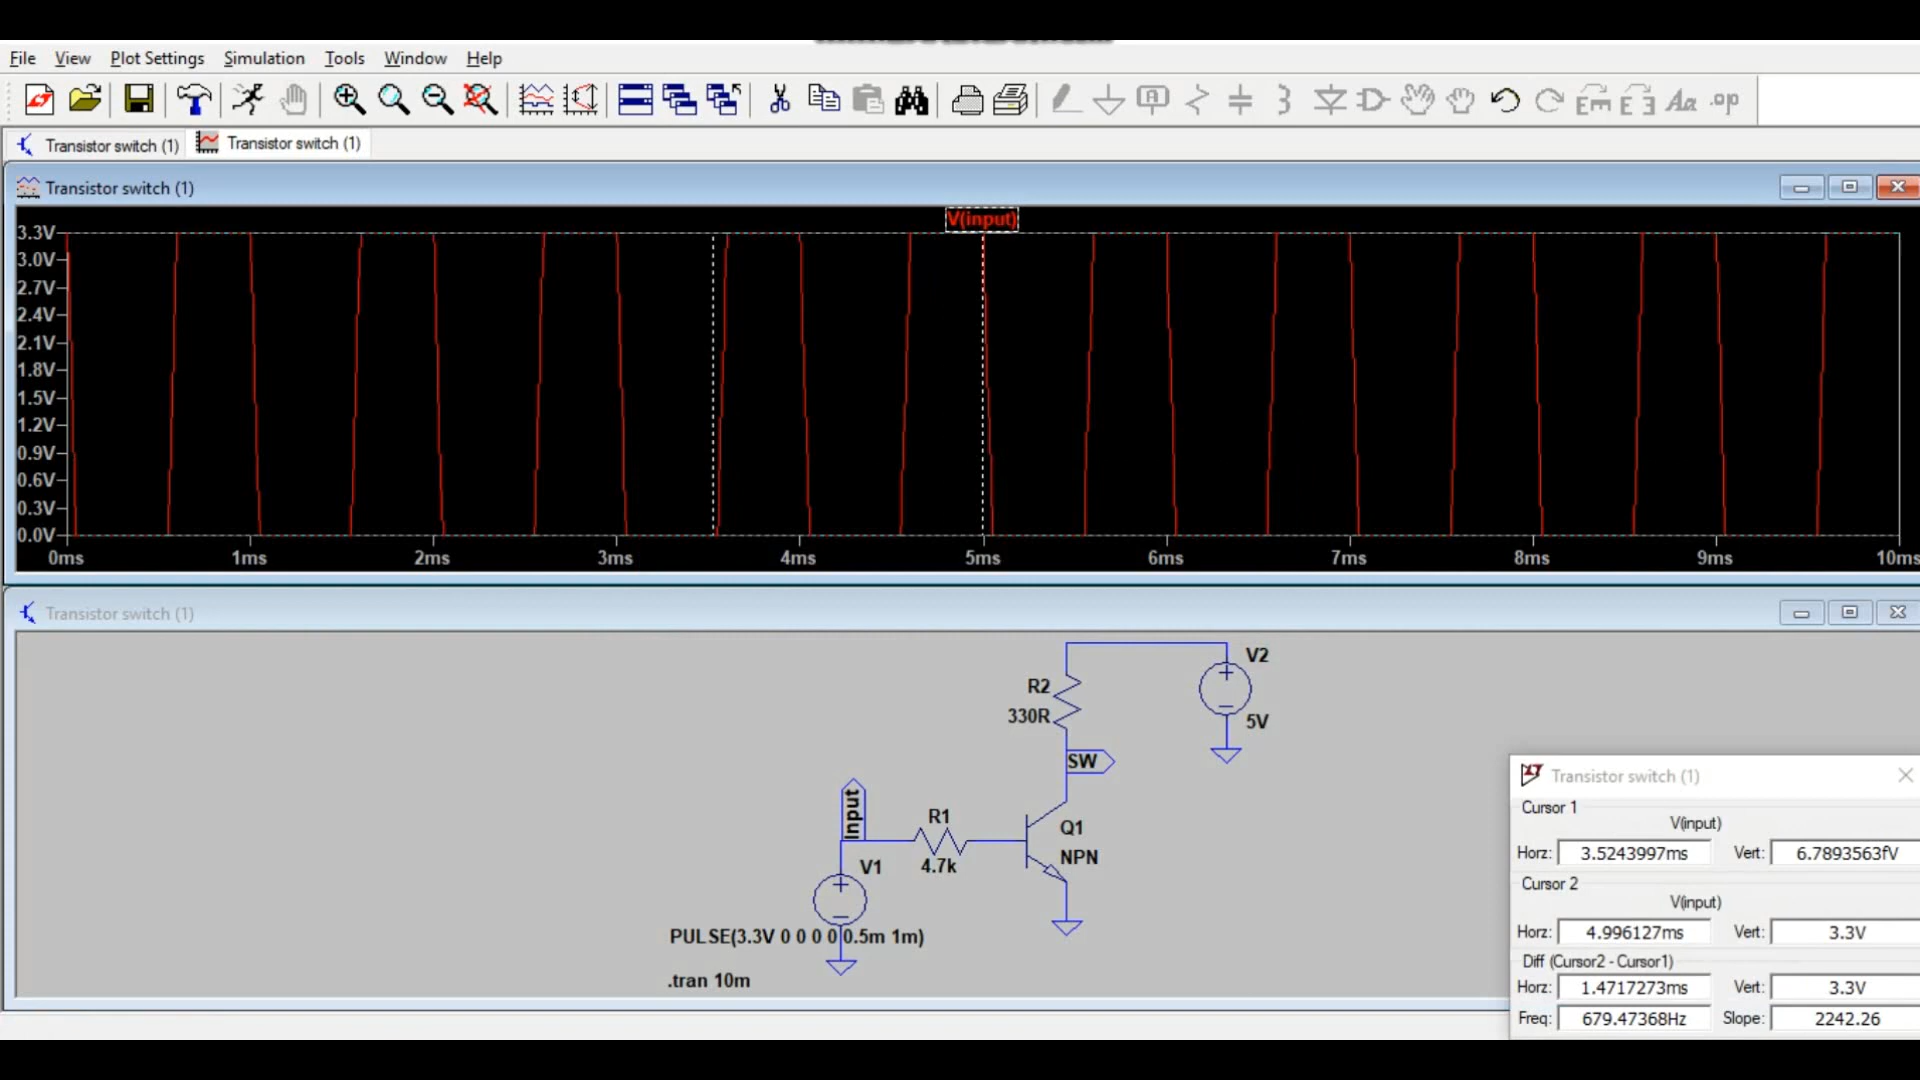 File View Plot Settings Simulation Tools Window Help
.op
Transistor switch (1) Transistor switch (1)
Transistor switch (1)
V(input)
3.3V
3.0V
2.7V
2.4V
2.1V
1.8V
1.5V
1.2V
0.9V
0.6V
0.3V
0.0V
0ms 1ms 2ms 3ms 4ms 5ms 6ms 7ms 8ms 9ms 10ms
Transistor switch (1)
V2
R2
330R
5V
SW
Input
R1
4.7k
Q1
NPN
V1
PULSE(3.3V 0 0 0 0 0.5m 1m)
.tran 10m
Transistor switch (1)
Cursor 1
V(input)
Horz: 3.5243997ms Vert: 6.7893563fV
Cursor 2
V(input)
Horz: 4.996127ms Vert: 3.3V
Diff (Cursor2 - Cursor1)
Horz: 1.4717273ms Vert: 3.3V
Freq: 679.47368Hz Slope: 2242.26